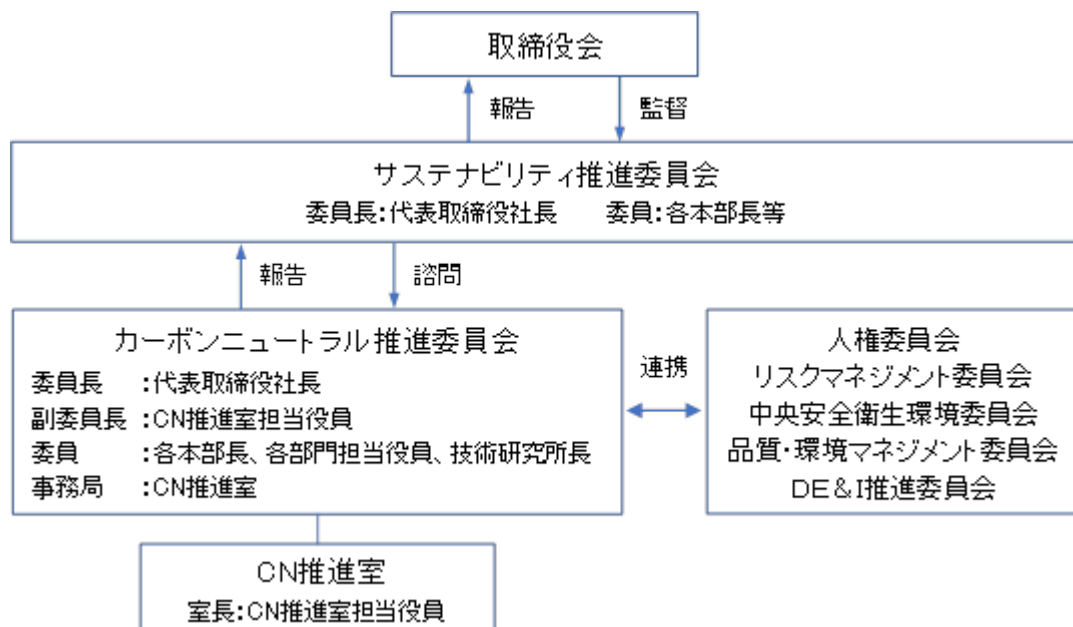 取締役会
報告
監督
サステナビリティ推進委員会
委員長：代表取締役社長　　委員：各本部長等
報告
諮問
カーボンニュートラル推進委員会
委員長　：代表取締役社長
副委員長：CN推進室担当役員
委員　　：各本部長、各部門担当役員、技術研究所長
事務局　：CN推進室
連携
人権委員会
リスクマネジメント委員会
中央安全衛生環境委員会
品質・環境マネジメント委員会
DE＆I推進委員会
CN推進室
室長：CN推進室担当役員